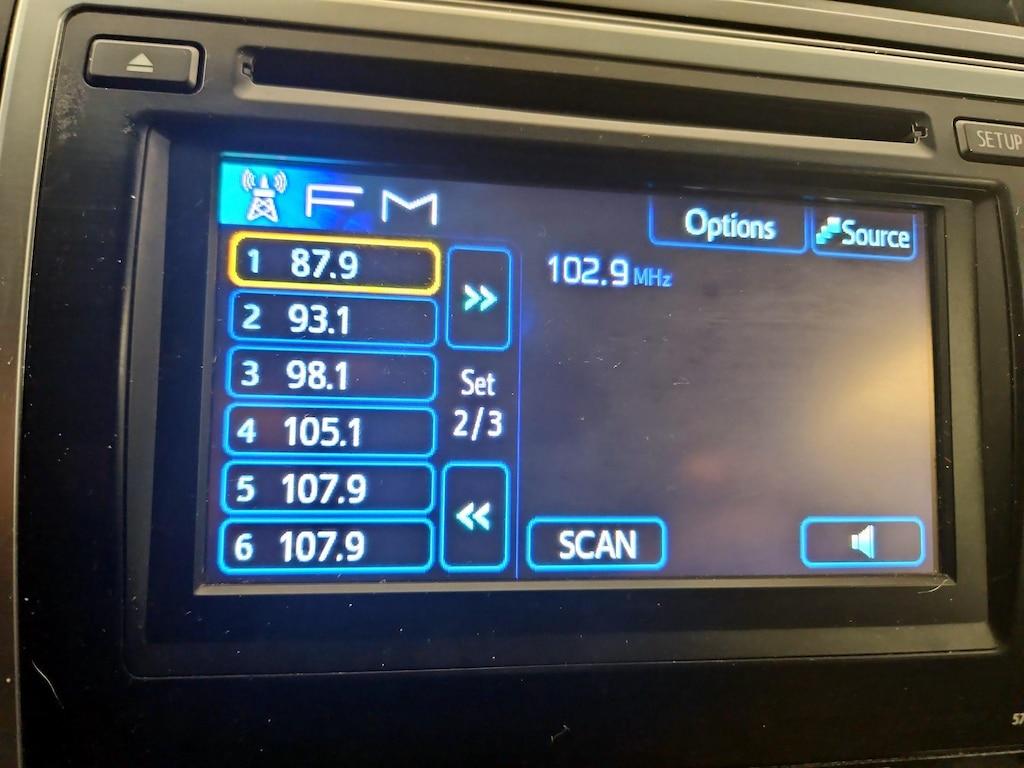 SETUP
FM
Options
Source
1 87.9
102.9 MHz
2 93.1
3 98.1
Set
2/3
4 105.1
5 107.9
6 107.9
SCAN